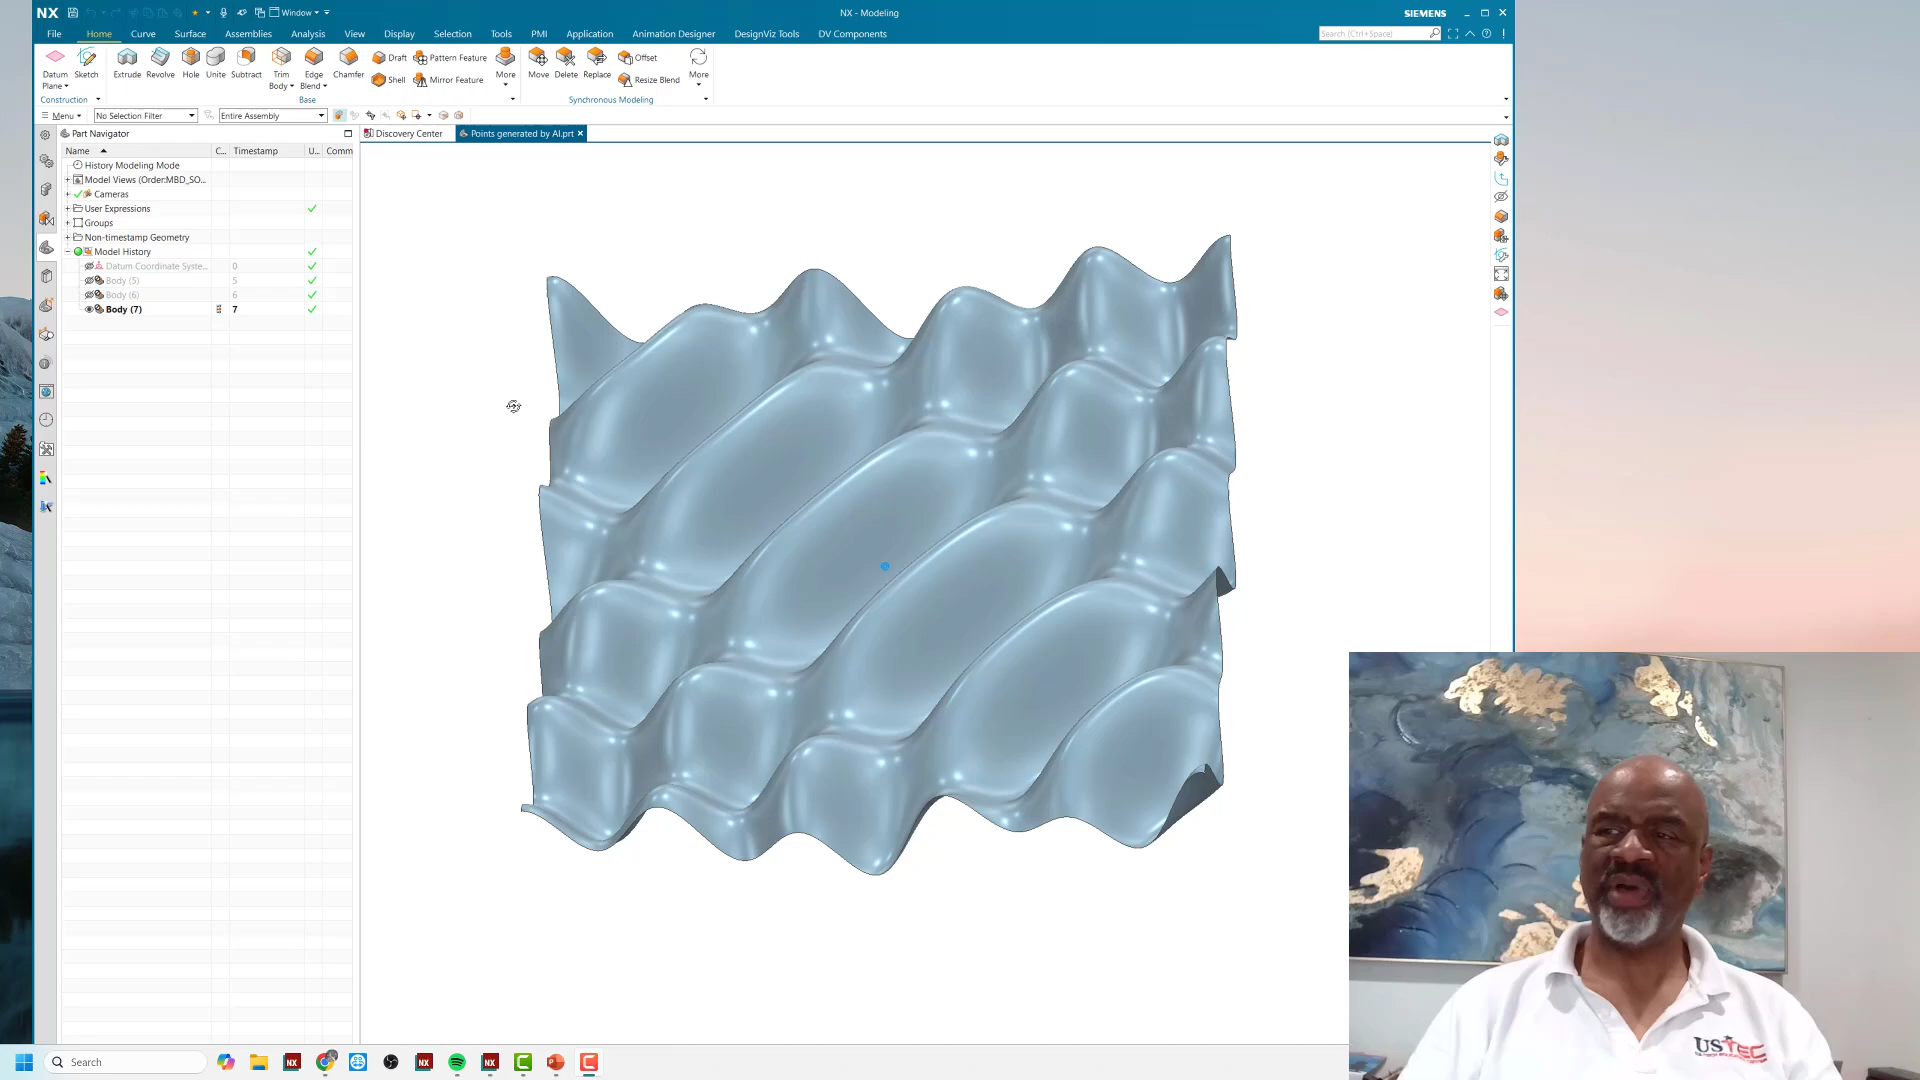 NX Window NX - Modeling SIEMENS
File Home Curve Surface Assemblies Analysis View Display Selection Tools PMI Application Animation Designer DesignViz Tools DV Components Search (Ctrl+Space)
Datum Plane Sketch Extrude Revolve Hole Unite Subtract Trim Body Edge Blend Chamfer Draft Shell Pattern Feature Mirror Feature More Move Delete Replace Offset Resize Blend More
Construction Base Synchronous Modeling
Menu No Selection Filter Entire Assembly
Part Navigator Discovery Center Points generated by AI.prt
Name C... Timestamp U... Comm
History Modeling Mode
Model Views (Order:MBD_SO...
Cameras
User Expressions
Groups
Non-timestamp Geometry
Model History
Datum Coordinate Syste... 0
Body (5) 5
Body (6) 6
Body (7) 7
USTEC
Search NX NX NX